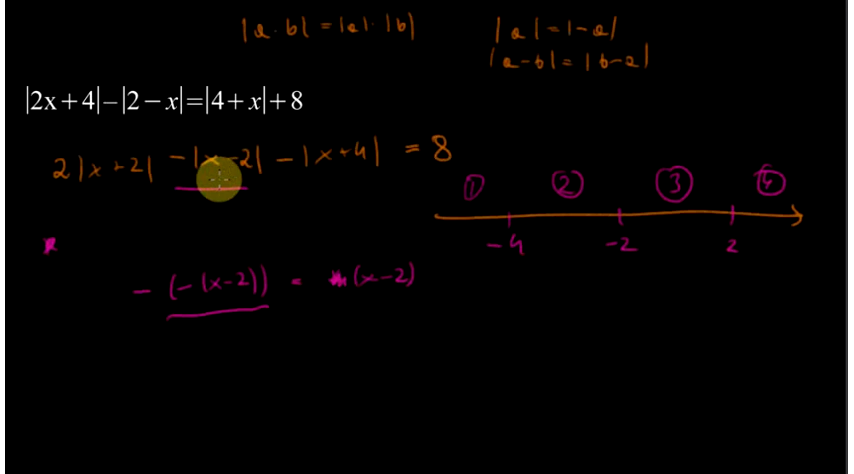 |a·b| = |a|·|b| |a| = |-a|
|a-b| = |b-a|
|2x+4|–|2–x|=|4+x|+8
2|x+2| -|x-2| -|x+4| = 8
① ② ③ ④
-4 -2 2
- (-(x-2)) = (x-2)